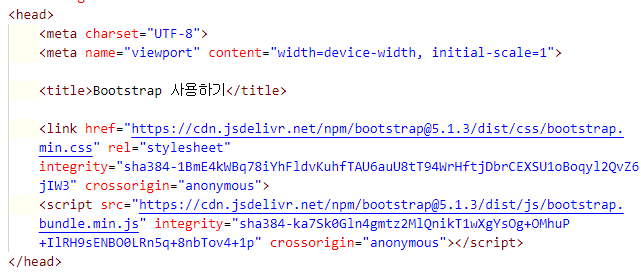 <head>
<meta charset="UTF-8">
<meta name="viewport" content="width=device-width, initial-scale=1">
<title>Bootstrap 사용하기</title>
<link href="https://cdn.jsdelivr.net/npm/bootstrap@5.1.3/dist/css/bootstrap.
min.css" rel="stylesheet"
integrity="sha384-1BmE4kWBq78iYhFldvKuhfTAU6auU8tT94WrHftjDbrCEXSU1oBoqyl2QvZ6
jIW3" crossorigin="anonymous">
<script src="https://cdn.jsdelivr.net/npm/bootstrap@5.1.3/dist/js/bootstrap.
bundle.min.js" integrity="sha384-ka7Sk0Gln4gmtz2MlQnikT1wXgYsOg+OMhuP
+IlRH9sENBO0LRn5q+8nbTov4+1p" crossorigin="anonymous"></script>
</head>